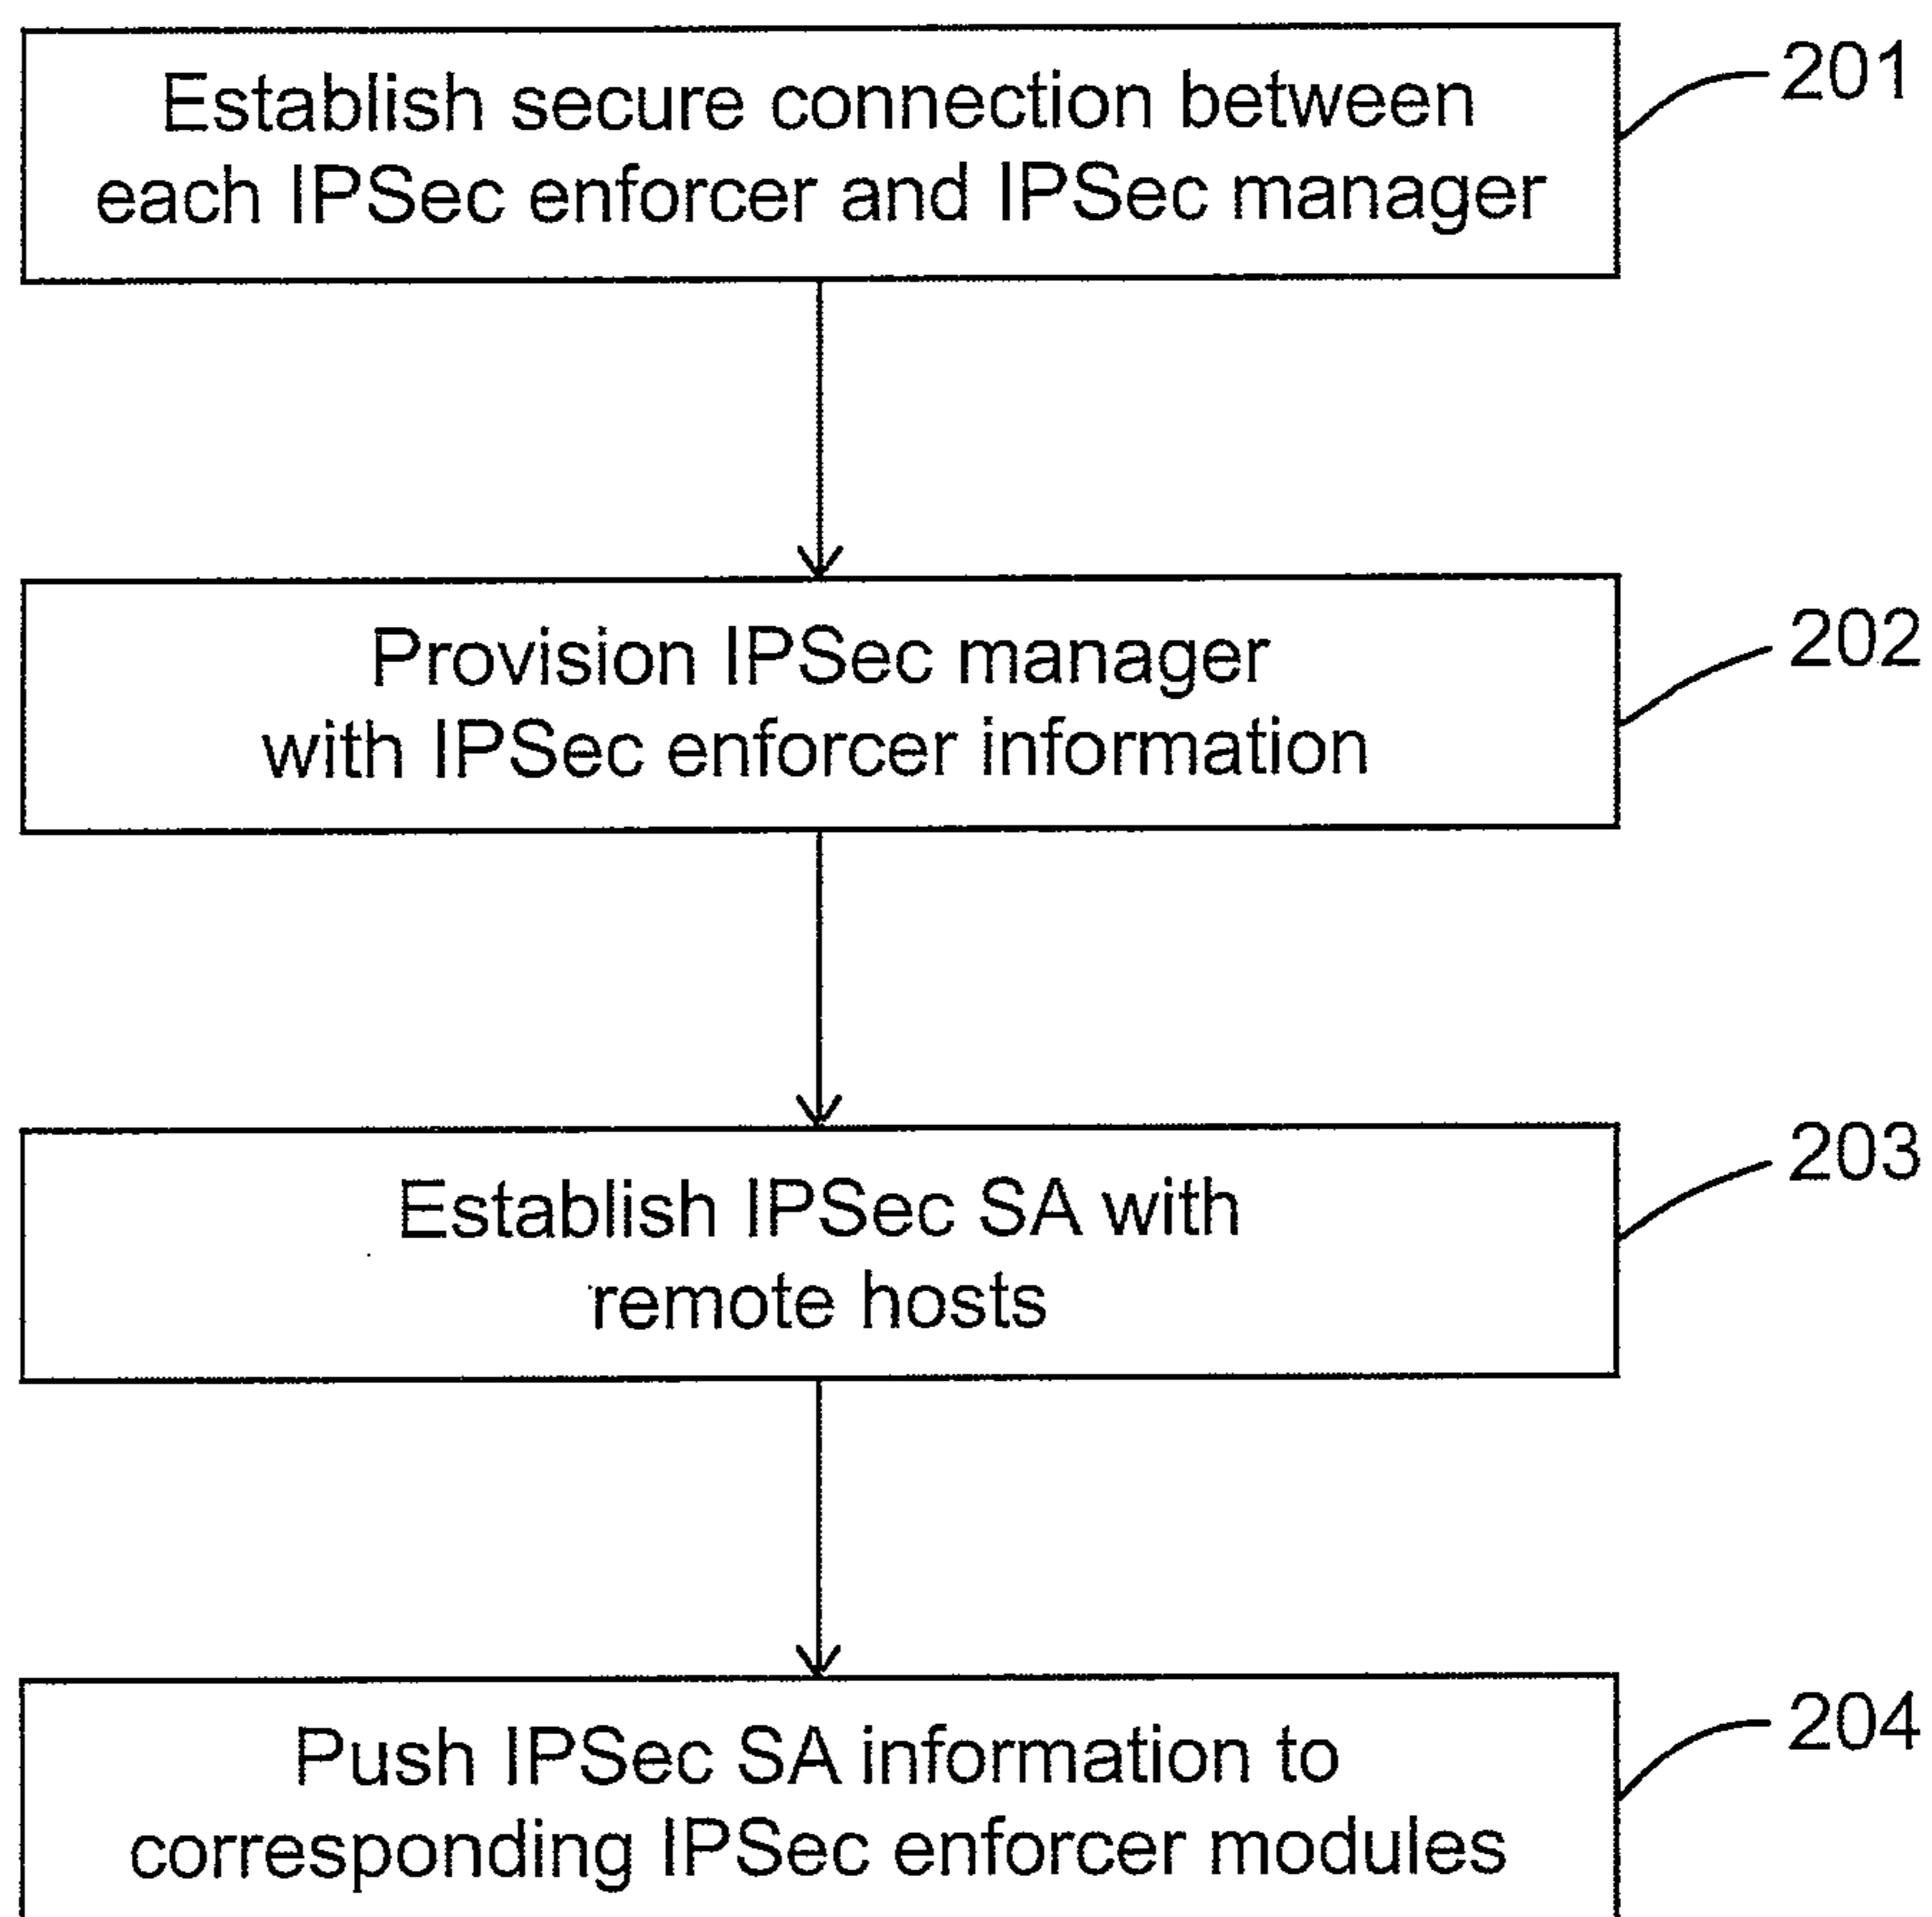 Establish secure connection between
each IPSec enforcer and IPSec manager
201
Provision IPSec manager
with IPSec enforcer information
202
Establish IPSec SA with
remote hosts
203
Push IPSec SA information to
corresponding IPSec enforcer modules
204